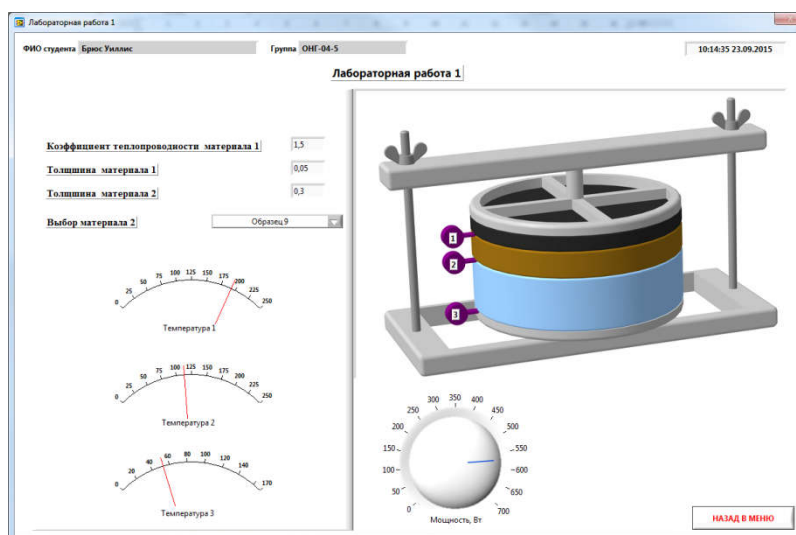 Лабораторная работа 1
ФИО студента Брюс Уиллис Группа ОНГ-04-5 10:14:35 23.09.2015
Лабораторная работа 1
Коэффициент теплопроводности материала 1 1,5
Толщшина материала 1 0,05
Толщшина материала 2 0,3
Выбор материала 2 Образец 9
0 25 50 75 100 125 150 175 200 225 250
Температура 1
0 25 50 75 100 125 150 175 200 225 250
Температура 2
0 20 40 60 80 100 120 140 170
Температура 3
1
2
3
0 50 100 150 200 250 300 350 400 450 500 550 600 650 700
Мощность, Вт
НАЗАД В МЕНЮ